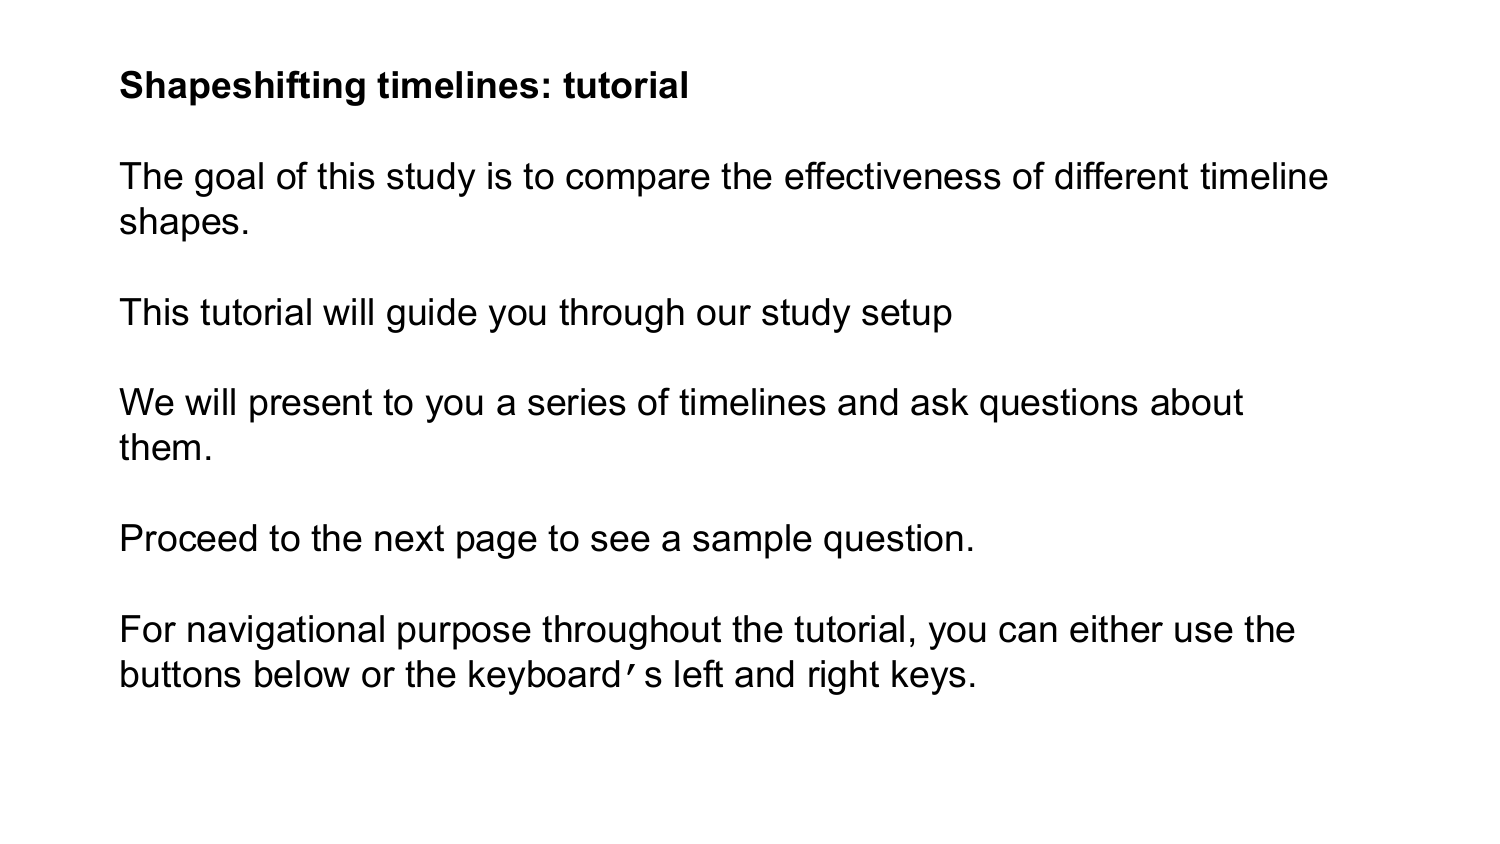 Shapeshifting timelines: tutorial
The goal of this study is to compare the effectiveness of different timeline
shapes.
This tutorial will guide you through our study setup
We will present to you a series of timelines and ask questions about
them.
Proceed to the next page to see a sample question.
For navigational purpose throughout the tutorial, you can either use the
buttons below or the keyboard’s left and right keys.